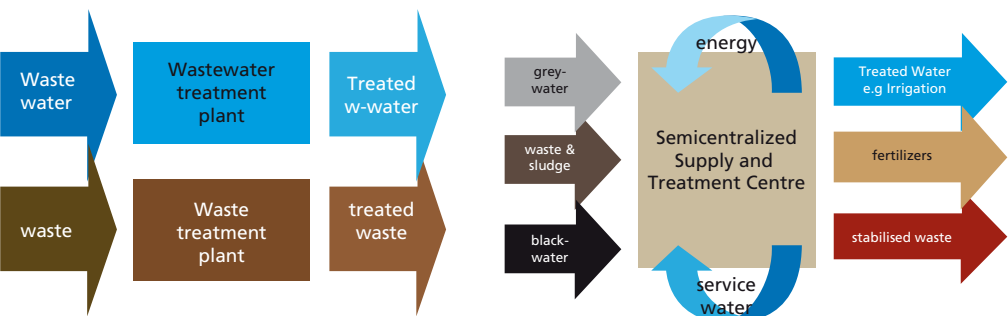 Waste
water
Wastewater
treatment
plant
Treated
w-water
waste
Waste
treatment
plant
treated
waste
grey-
water
waste &
sludge
black-
water
energy
Semicentralized
Supply and
Treatment Centre
service
water
Treated Water
e.g Irrigation
fertilizers
stabilised waste